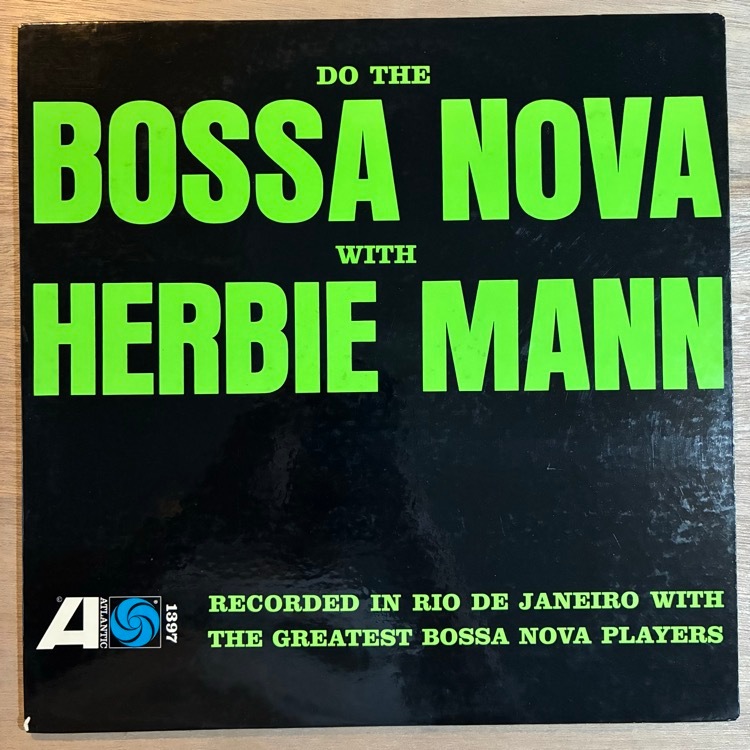 DO THE
BOSSA NOVA
WITH
HERBIE MANN
A
ATLANTIC
1397
RECORDED IN RIO DE JANEIRO WITH
THE GREATEST BOSSA NOVA PLAYERS